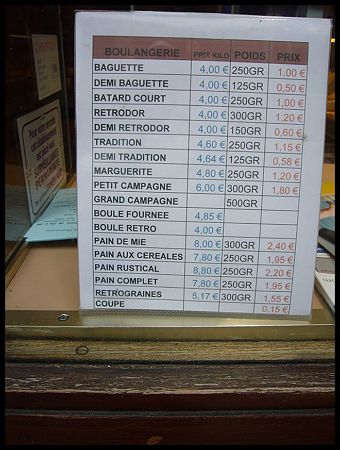 BOULANGERIE PRIX KILO POIDS PRIX
BAGUETTE 4,00 € 250GR 1,00 €
DEMI BAGUETTE 4,00 € 125GR 0,50 €
BATARD COURT 4,00 € 250GR 1,00 €
RETRODOR 4,00 € 300GR 1,20 €
DEMI RETRODOR 4,00 € 150GR 0,60 €
TRADITION 4,60 € 250GR 1,15 €
DEMI TRADITION 4,64 € 125GR 0,58 €
MARGUERITE 4,80 € 250GR 1,20 €
PETIT CAMPAGNE 6,00 € 300GR 1,80 €
GRAND CAMPAGNE 500GR
BOULE FOURNEE 4,85 €
BOULE RETRO 4,00 €
PAIN DE MIE 8,00 € 300GR 2,40 €
PAIN AUX CEREALES 7,80 € 250GR 1,95 €
PAIN RUSTICAL 8,80 € 250GR 2,20 €
PAIN COMPLET 7,80 € 250GR 1,95 €
RETROGRAINES 5,17 € 300GR 1,55 €
COUPE 0,15 €
Pour votre